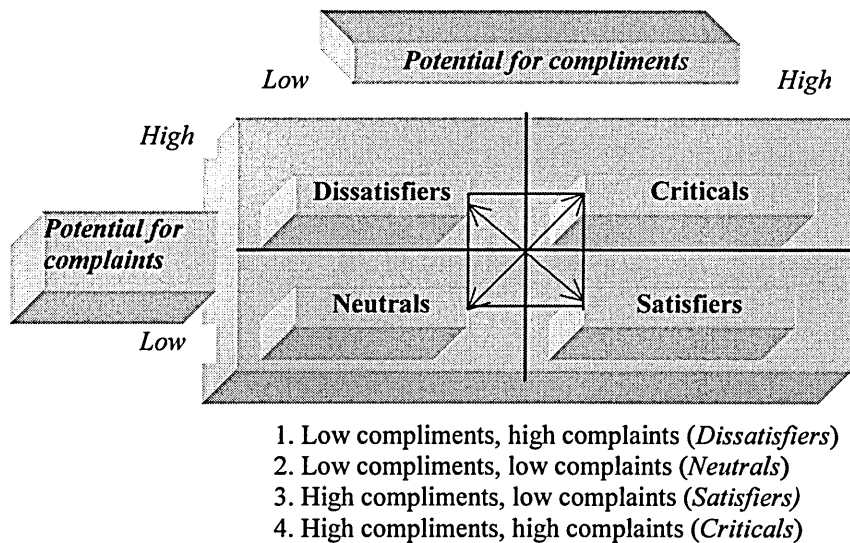 Potential for compliments
Low
High
High
Dissatisfiers
Criticals
Potential for
complaints
Neutrals
Satisfiers
Low
1. Low compliments, high complaints (Dissatisfiers)
2. Low compliments, low complaints (Neutrals)
3. High compliments, low complaints (Satisfiers)
4. High compliments, high complaints (Criticals)